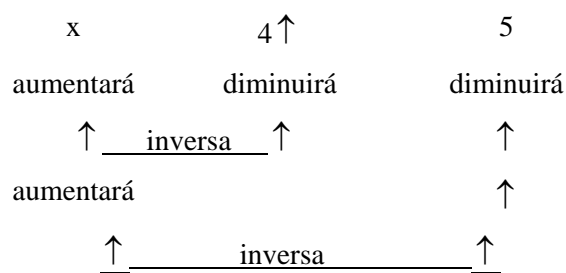 x 4↑ 5
aumentará diminuirá diminuirá
↑ inversa ↑ ↑
aumentará ↑
↑ inversa ↑